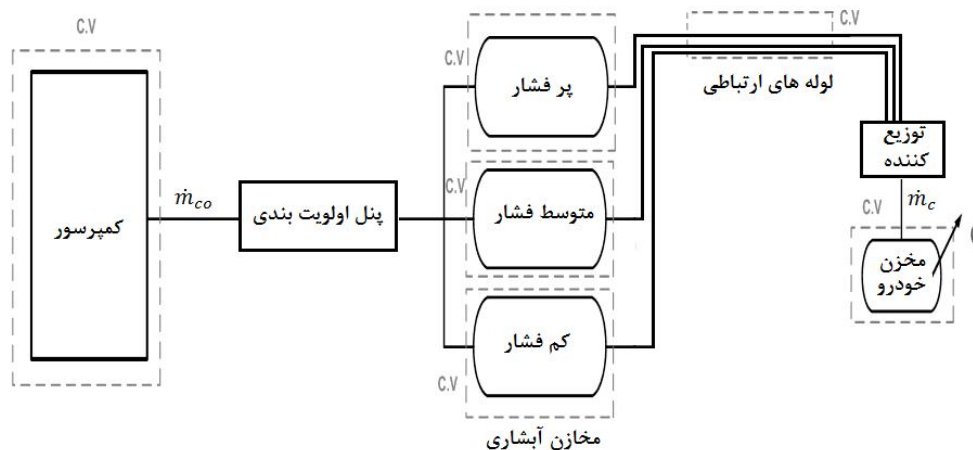 C.V
کمپرسور
ṁco
پنل اولویت بندی
C.V
پر فشار
C.V
متوسط فشار
C.V
کم فشار
مخازن آبشاری
C.V
لوله های ارتباطی
توزیع
کننده
ṁc
C.V
مخزن
خودرو